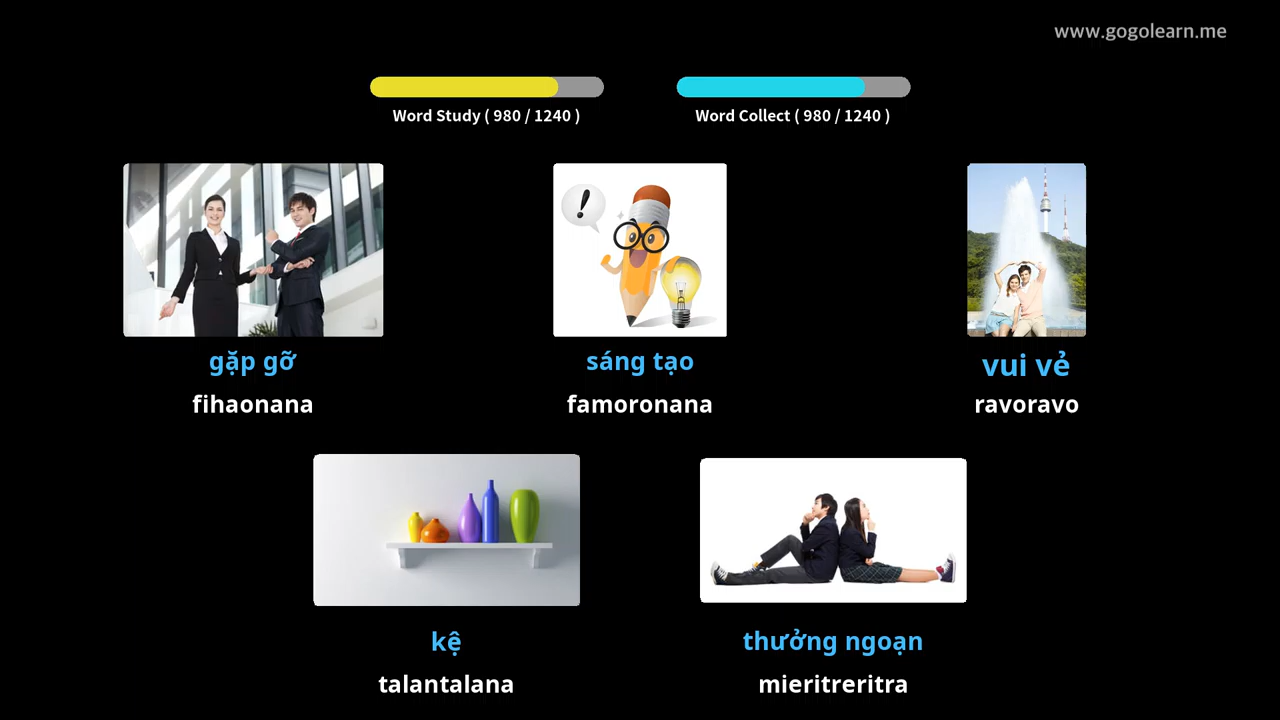 www.gogolearn.me
Word Study ( 980 / 1240 )
Word Collect ( 980 / 1240 )
!
gặp gỡ
fihaonana
sáng tạo
famoronana
vui vẻ
ravoravo
kệ
talantalana
thưởng ngoạn
mieritreritra